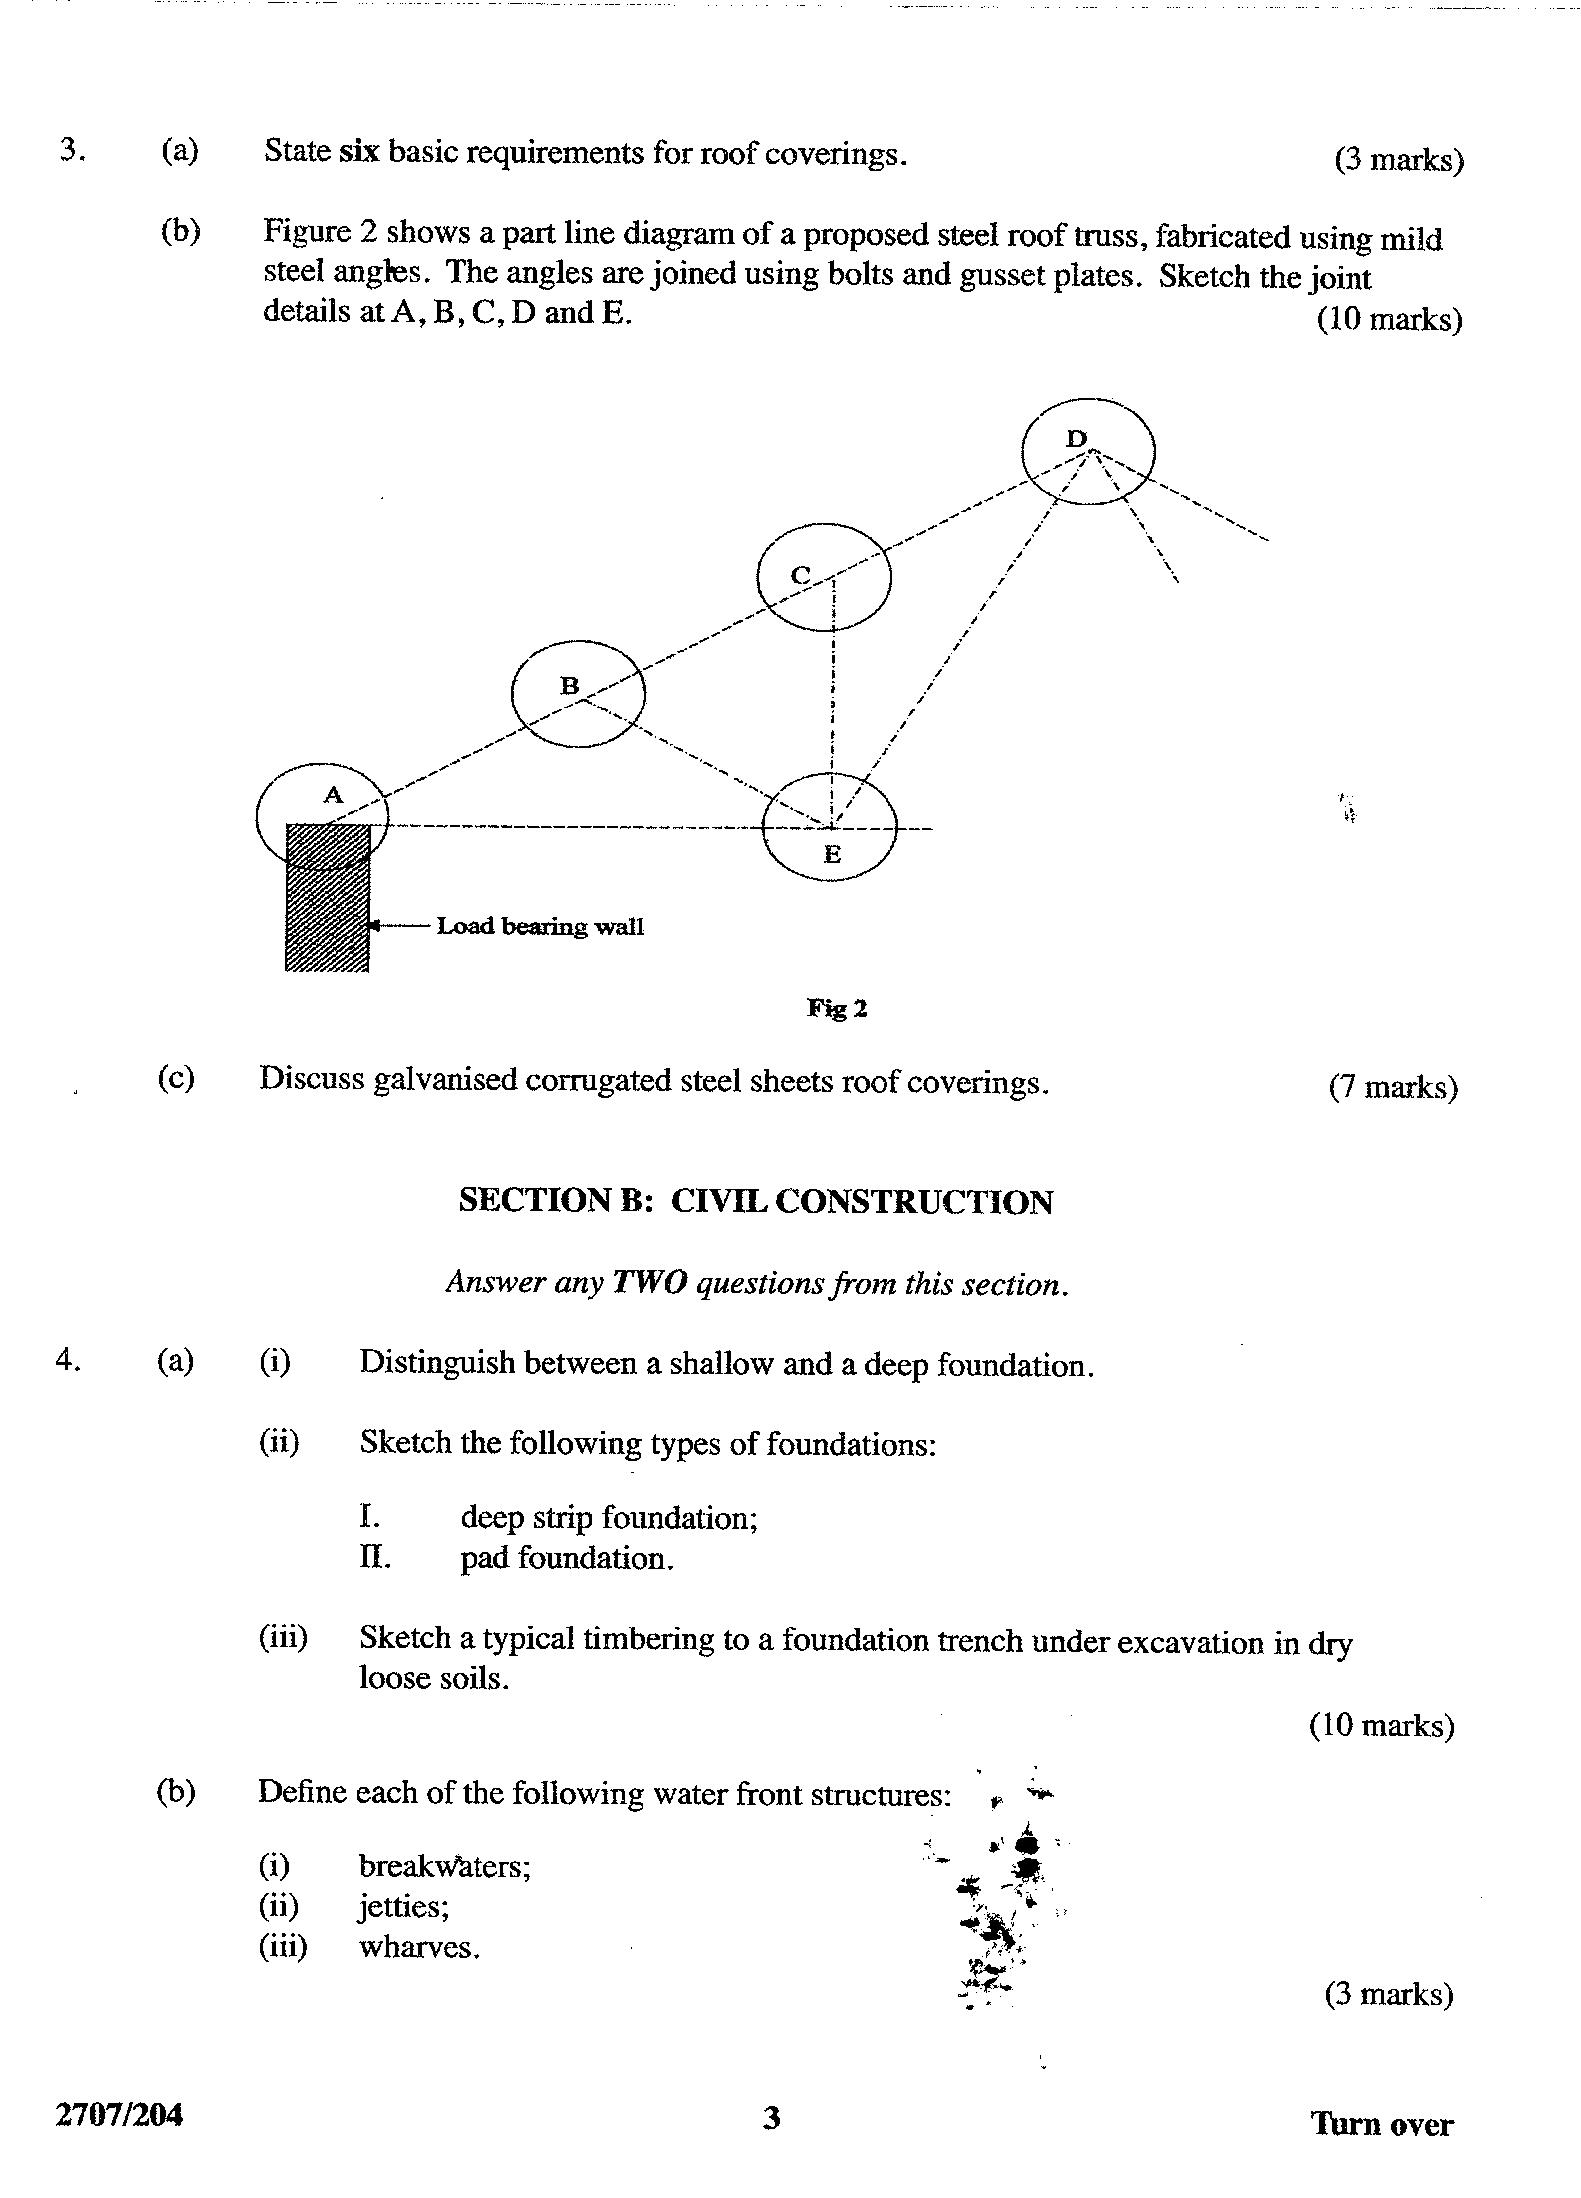 3. (a) State six basic requirements for roof coverings. (3 marks)
(b) Figure 2 shows a part line diagram of a proposed steel roof truss, fabricated using mild
steel angles. The angles are joined using bolts and gusset plates. Sketch the joint
details at A, B, C, D and E. (10 marks)
D
C
B
A
E
Load bearing wall
Fig 2
(c) Discuss galvanised corrugated steel sheets roof coverings. (7 marks)
SECTION B: CIVIL CONSTRUCTION
Answer any TWO questions from this section.
4. (a) (i) Distinguish between a shallow and a deep foundation.
(ii) Sketch the following types of foundations:
I. deep strip foundation;
II. pad foundation.
(iii) Sketch a typical timbering to a foundation trench under excavation in dry
loose soils.
(10 marks)
(b) Define each of the following water front structures:
(i) breakwaters;
(ii) jetties;
(iii) wharves.
(3 marks)
2707/204 3 Turn over